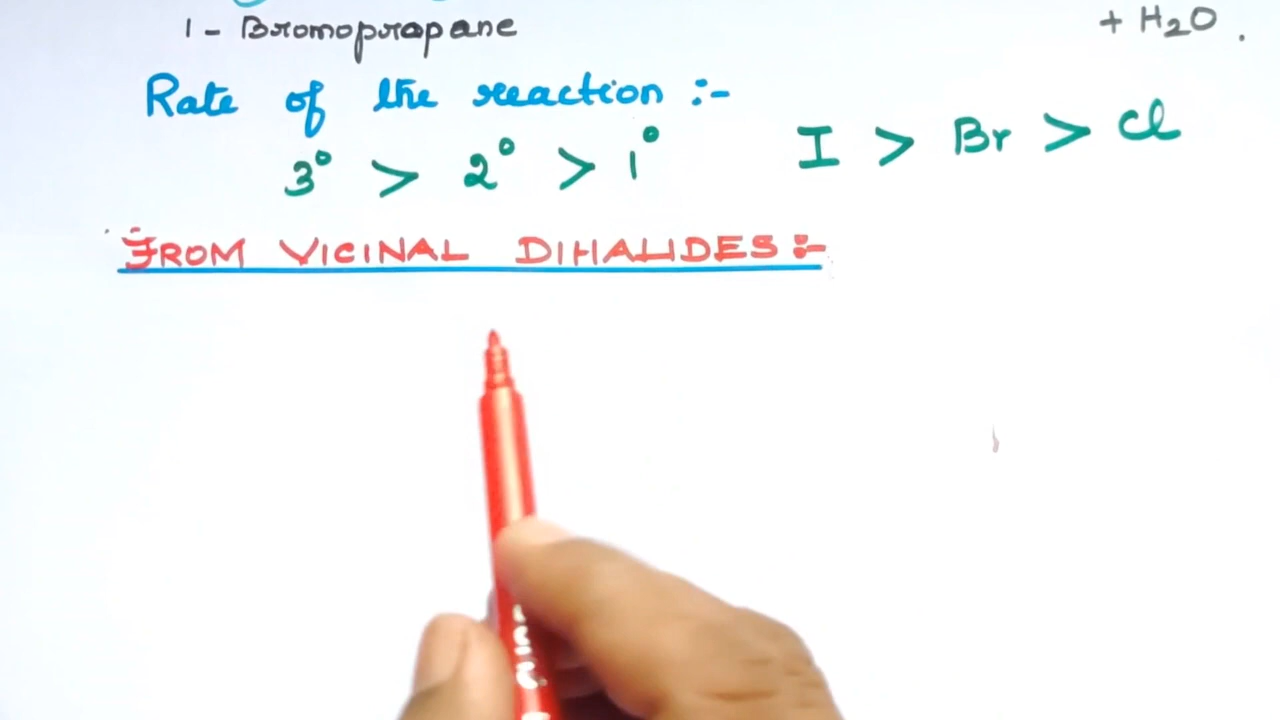 1 - Bromopropane + H₂O .
Rate of the reaction :-
3° > 2° > 1° I > Br > Cl
FROM VICINAL DIHALIDES :-